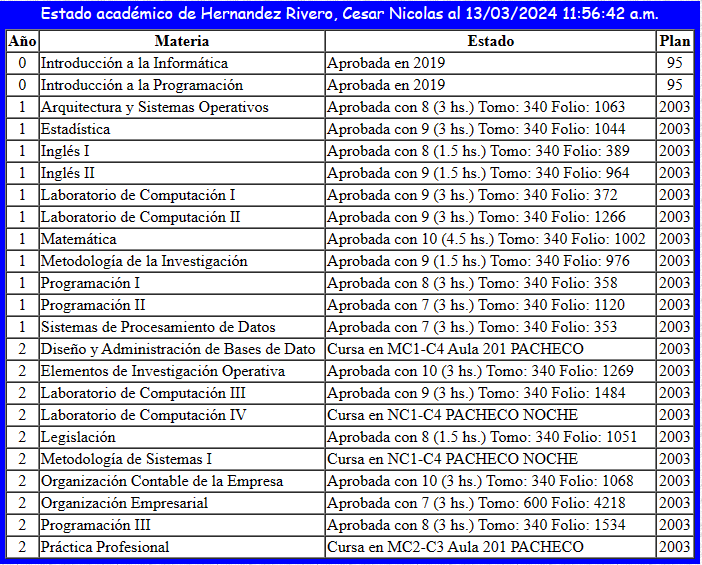 Estado académico de Hernandez Rivero, Cesar Nicolas al 13/03/2024 11:56:42 a.m.
Año Materia Estado Plan
0 Introducción a la Informática Aprobada en 2019 95
0 Introducción a la Programación Aprobada en 2019 95
1 Arquitectura y Sistemas Operativos Aprobada con 8 (3 hs.) Tomo: 340 Folio: 1063 2003
1 Estadística Aprobada con 9 (3 hs.) Tomo: 340 Folio: 1044 2003
1 Inglés I Aprobada con 8 (1.5 hs.) Tomo: 340 Folio: 389 2003
1 Inglés II Aprobada con 9 (1.5 hs.) Tomo: 340 Folio: 964 2003
1 Laboratorio de Computación I Aprobada con 9 (3 hs.) Tomo: 340 Folio: 372 2003
1 Laboratorio de Computación II Aprobada con 9 (3 hs.) Tomo: 340 Folio: 1266 2003
1 Matemática Aprobada con 10 (4.5 hs.) Tomo: 340 Folio: 1002 2003
1 Metodología de la Investigación Aprobada con 9 (1.5 hs.) Tomo: 340 Folio: 976 2003
1 Programación I Aprobada con 8 (3 hs.) Tomo: 340 Folio: 358 2003
1 Programación II Aprobada con 7 (3 hs.) Tomo: 340 Folio: 1120 2003
1 Sistemas de Procesamiento de Datos Aprobada con 7 (3 hs.) Tomo: 340 Folio: 353 2003
2 Diseño y Administración de Bases de Dato Cursa en MC1-C4 Aula 201 PACHECO 2003
2 Elementos de Investigación Operativa Aprobada con 10 (3 hs.) Tomo: 340 Folio: 1269 2003
2 Laboratorio de Computación III Aprobada con 9 (3 hs.) Tomo: 340 Folio: 1484 2003
2 Laboratorio de Computación IV Cursa en NC1-C4 PACHECO NOCHE 2003
2 Legislación Aprobada con 8 (1.5 hs.) Tomo: 340 Folio: 1051 2003
2 Metodología de Sistemas I Cursa en NC1-C4 PACHECO NOCHE 2003
2 Organización Contable de la Empresa Aprobada con 10 (3 hs.) Tomo: 340 Folio: 1068 2003
2 Organización Empresarial Aprobada con 7 (3 hs.) Tomo: 600 Folio: 4218 2003
2 Programación III Aprobada con 8 (3 hs.) Tomo: 340 Folio: 1534 2003
2 Práctica Profesional Cursa en MC2-C3 Aula 201 PACHECO 2003